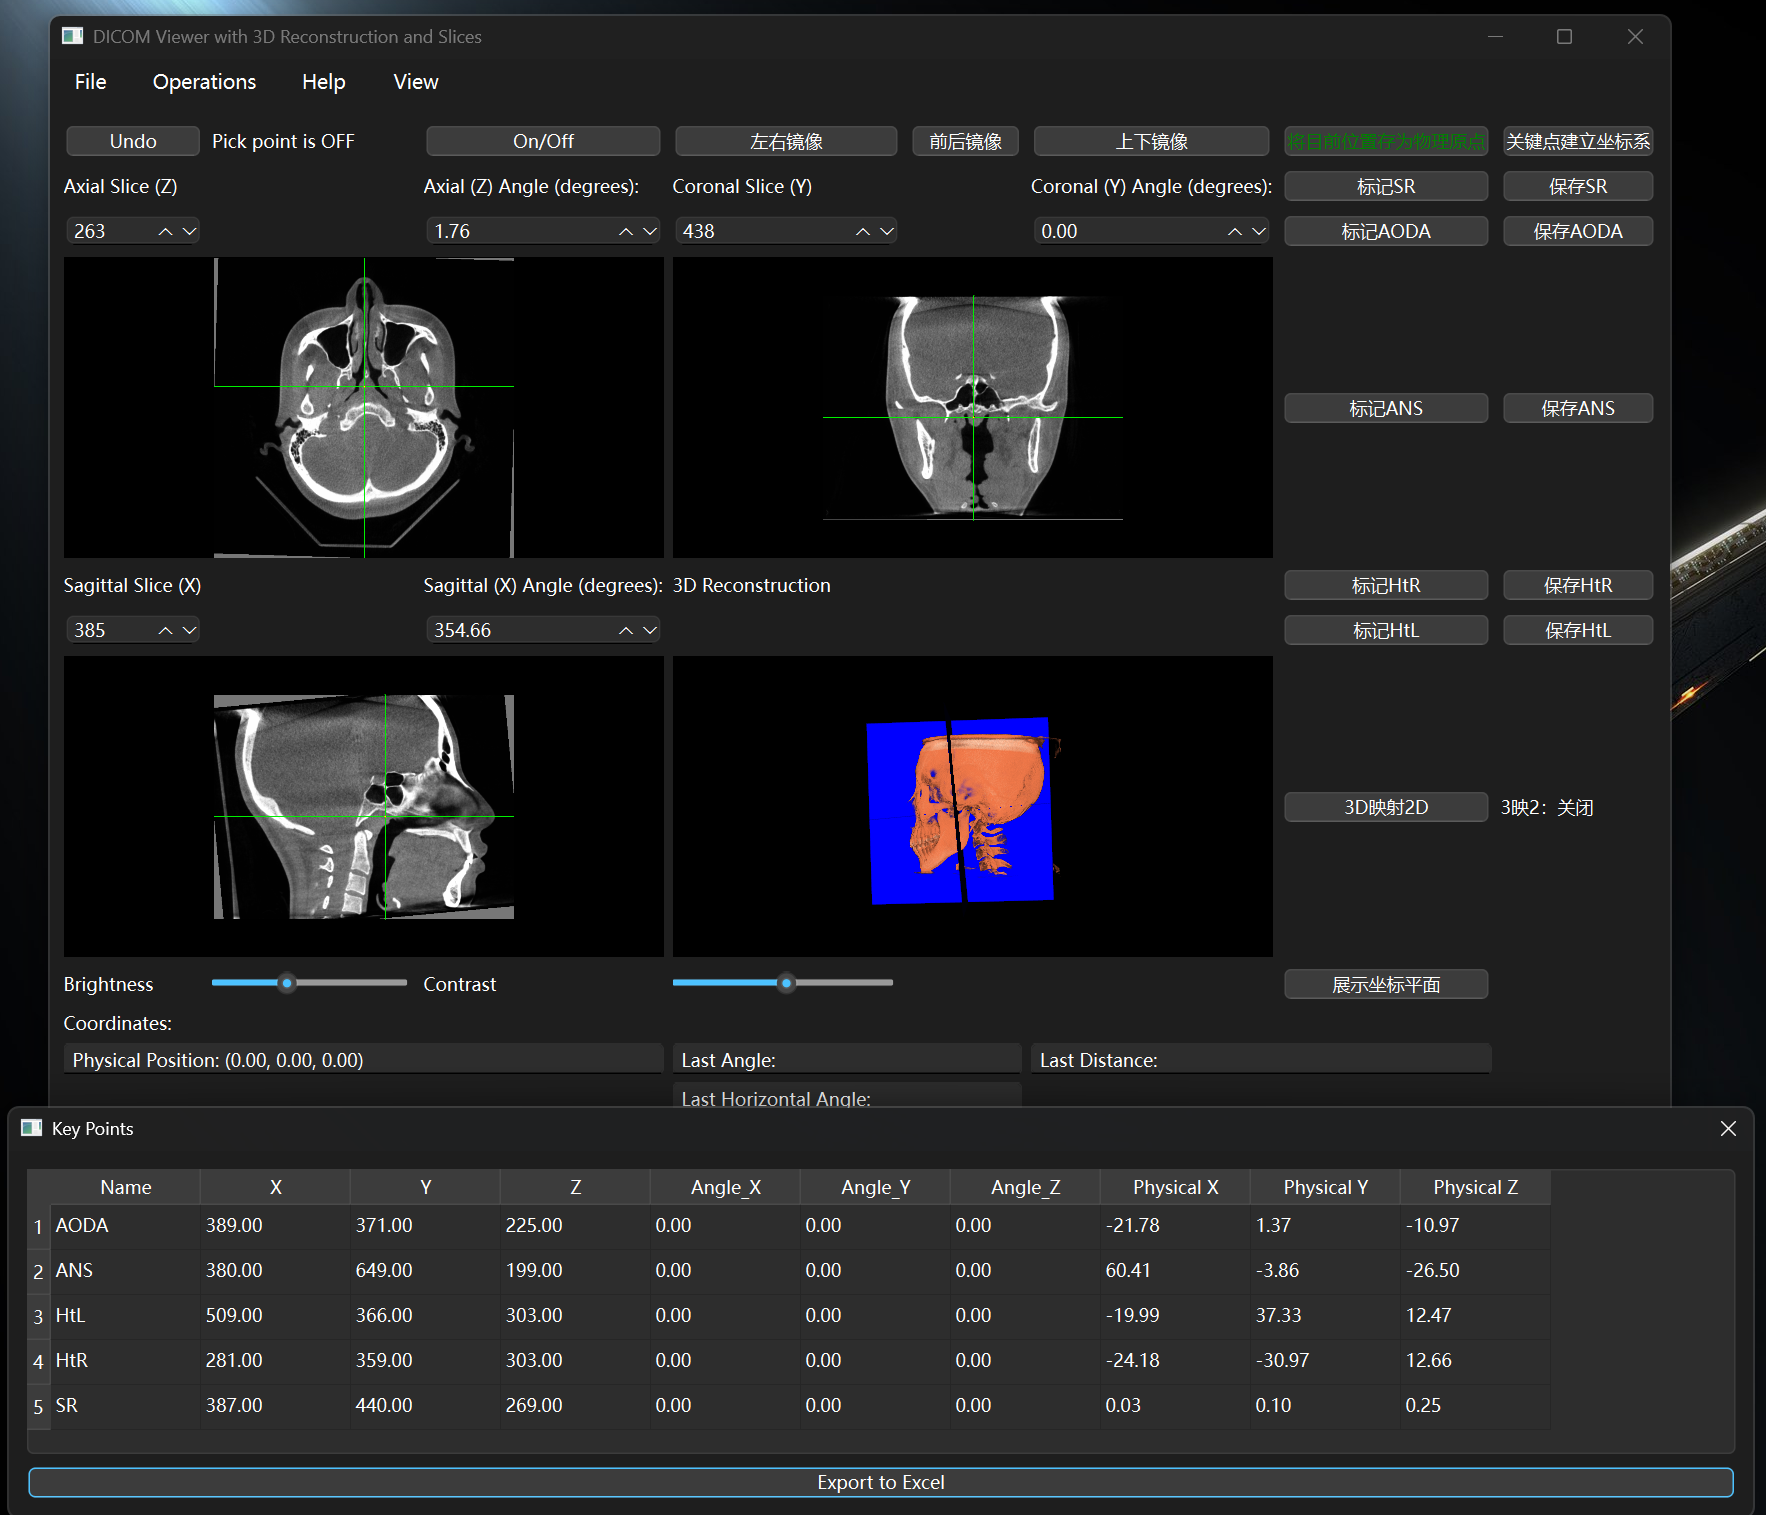 DICOM Viewer with 3D Reconstruction and Slices
File Operations Help View
Undo Pick point is OFF On/Off 左右镜像 前后镜像 上下镜像 将目前位置存为物理原点 关键点建立坐标系
Axial Slice (Z) Axial (Z) Angle (degrees): Coronal Slice (Y) Coronal (Y) Angle (degrees): 标记SR 保存SR
263 1.76 438 0.00 标记AODA 保存AODA
标记ANS 保存ANS
Sagittal Slice (X) Sagittal (X) Angle (degrees): 3D Reconstruction 标记HtR 保存HtR
385 354.66 标记HtL 保存HtL
3D映射2D 3映2：关闭
Brightness Contrast 展示坐标平面
Coordinates:
Physical Position: (0.00, 0.00, 0.00) Last Angle: Last Distance:
Last Horizontal Angle:
Key Points
Name X Y Z Angle_X Angle_Y Angle_Z Physical X Physical Y Physical Z
1 AODA 389.00 371.00 225.00 0.00 0.00 0.00 -21.78 1.37 -10.97
2 ANS 380.00 649.00 199.00 0.00 0.00 0.00 60.41 -3.86 -26.50
3 HtL 509.00 366.00 303.00 0.00 0.00 0.00 -19.99 37.33 12.47
4 HtR 281.00 359.00 303.00 0.00 0.00 0.00 -24.18 -30.97 12.66
5 SR 387.00 440.00 269.00 0.00 0.00 0.00 0.03 0.10 0.25
Export to Excel